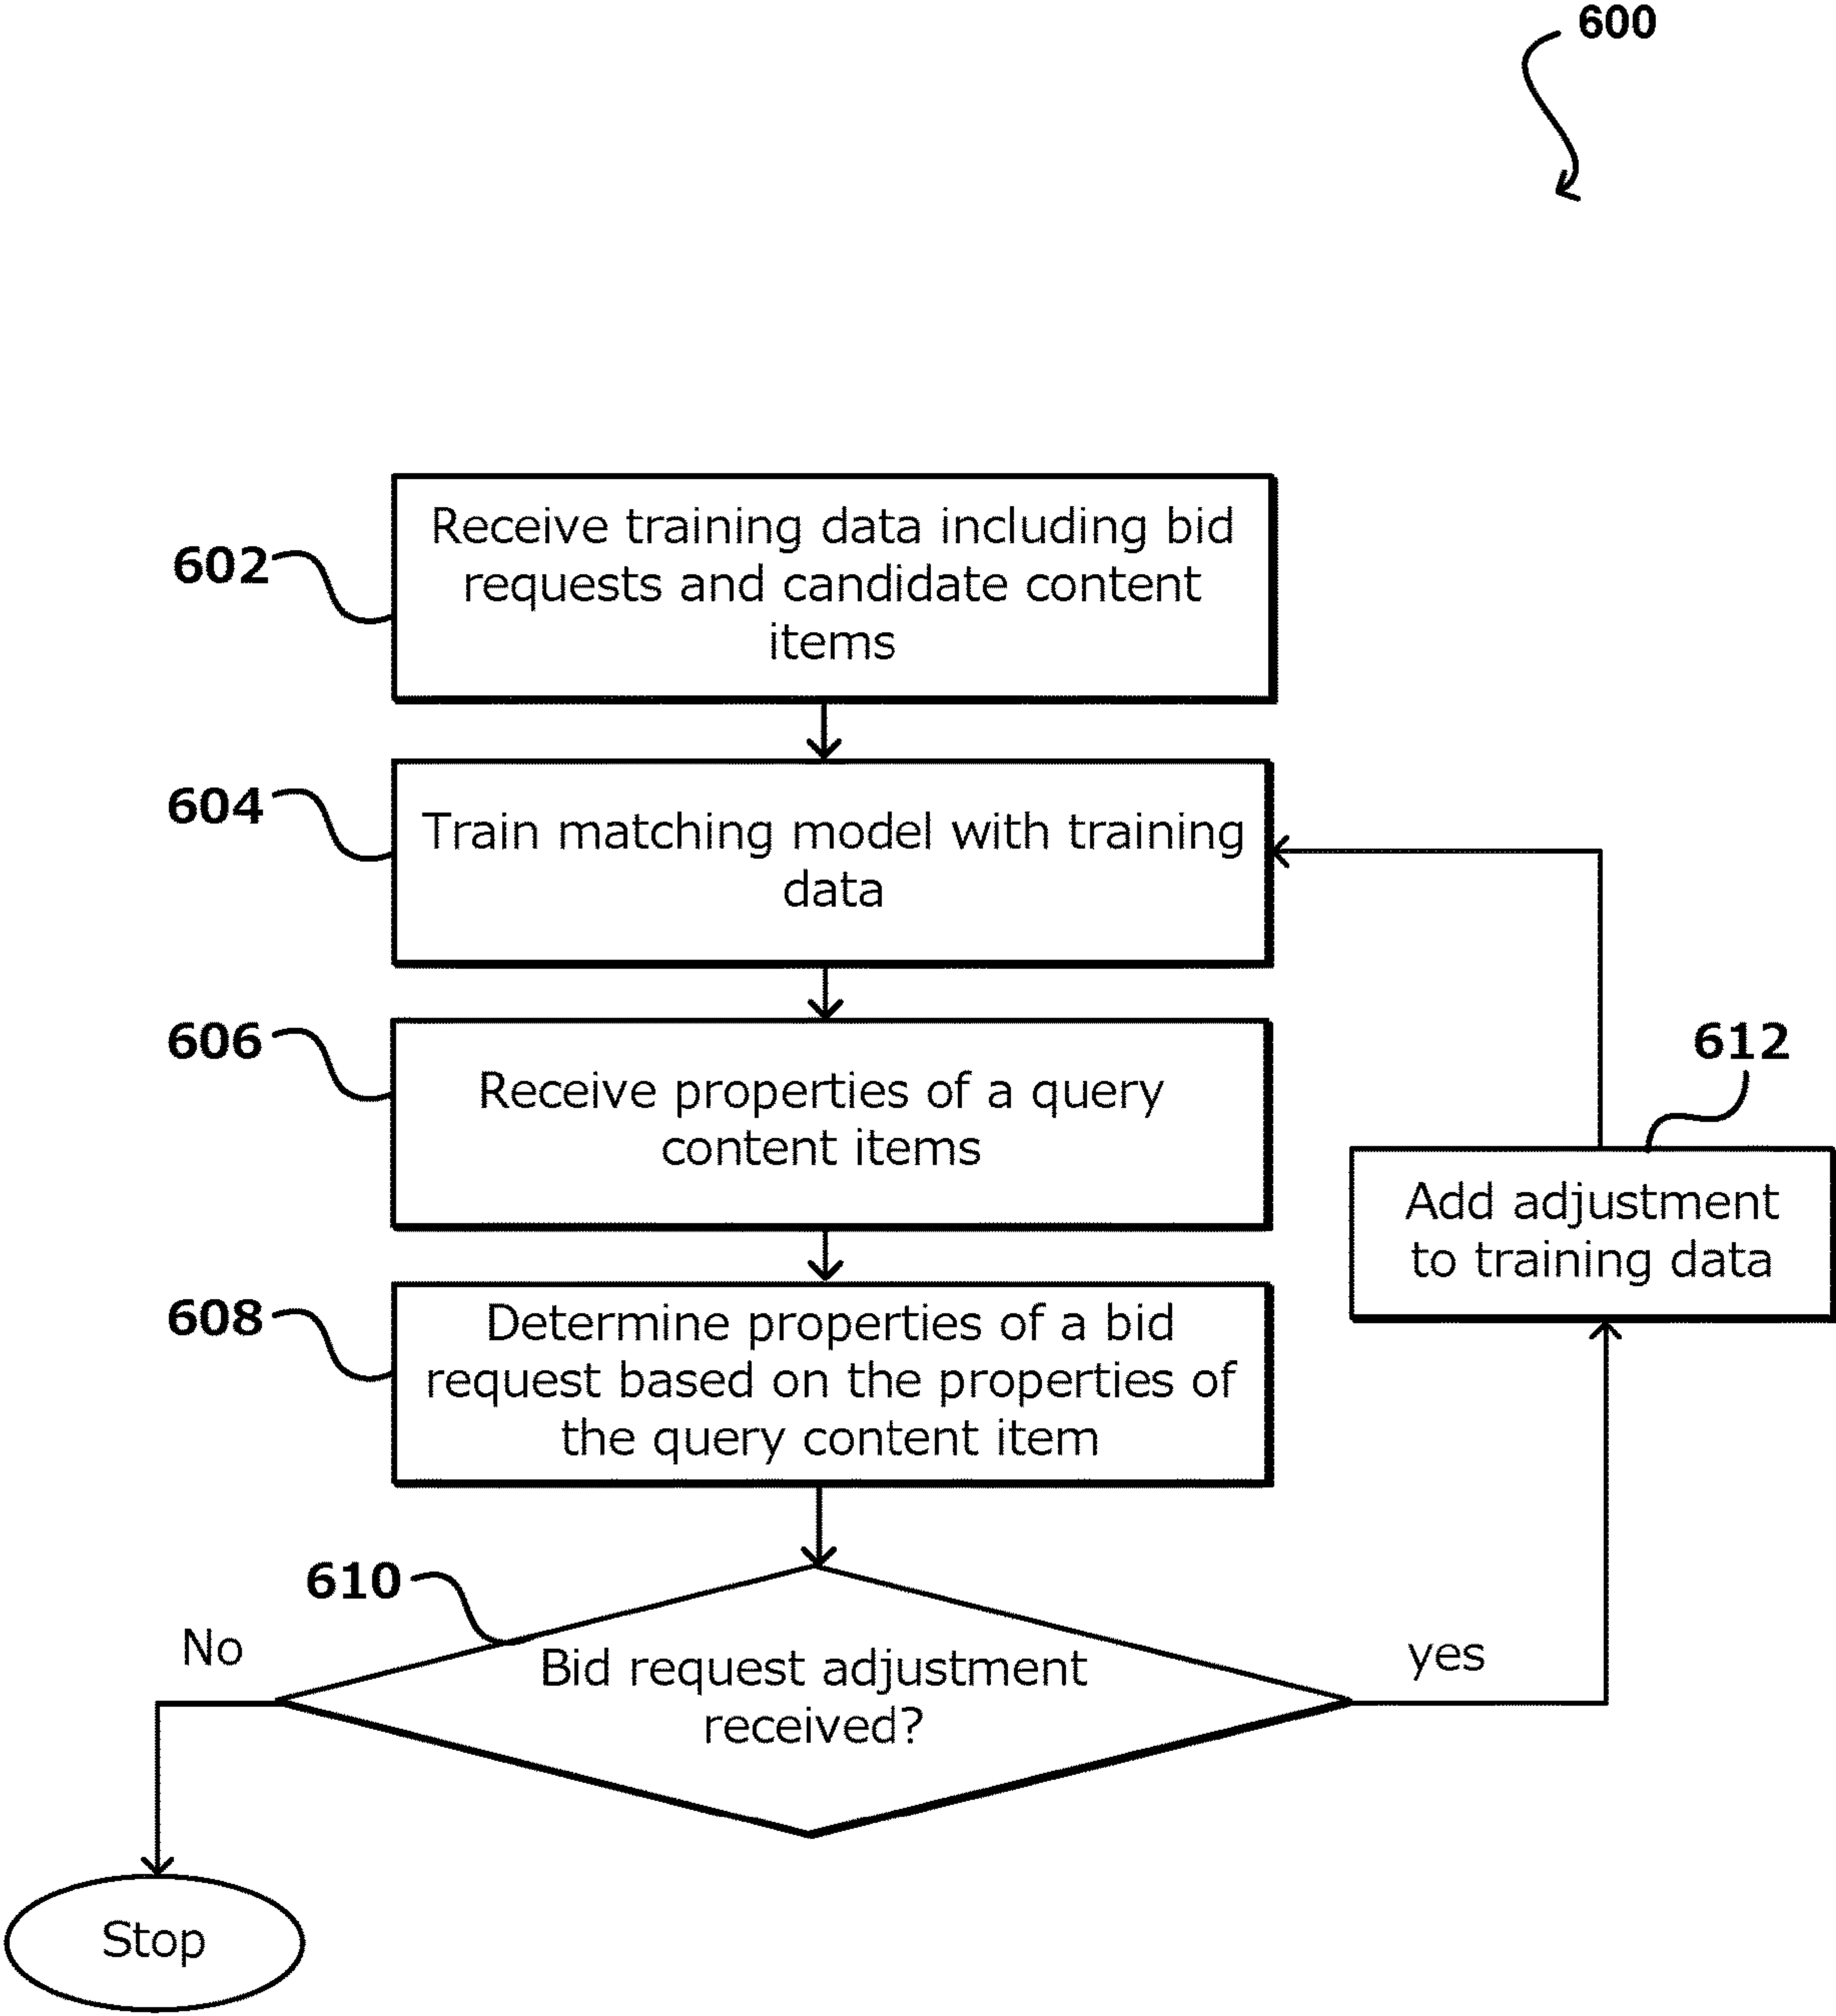 600
602
Receive training data including bid
requests and candidate content
items
604
Train matching model with training
data
606
Receive properties of a query
content items
612
Add adjustment
to training data
608
Determine properties of a bid
request based on the properties of
the query content item
610
No
Bid request adjustment
received?
yes
Stop